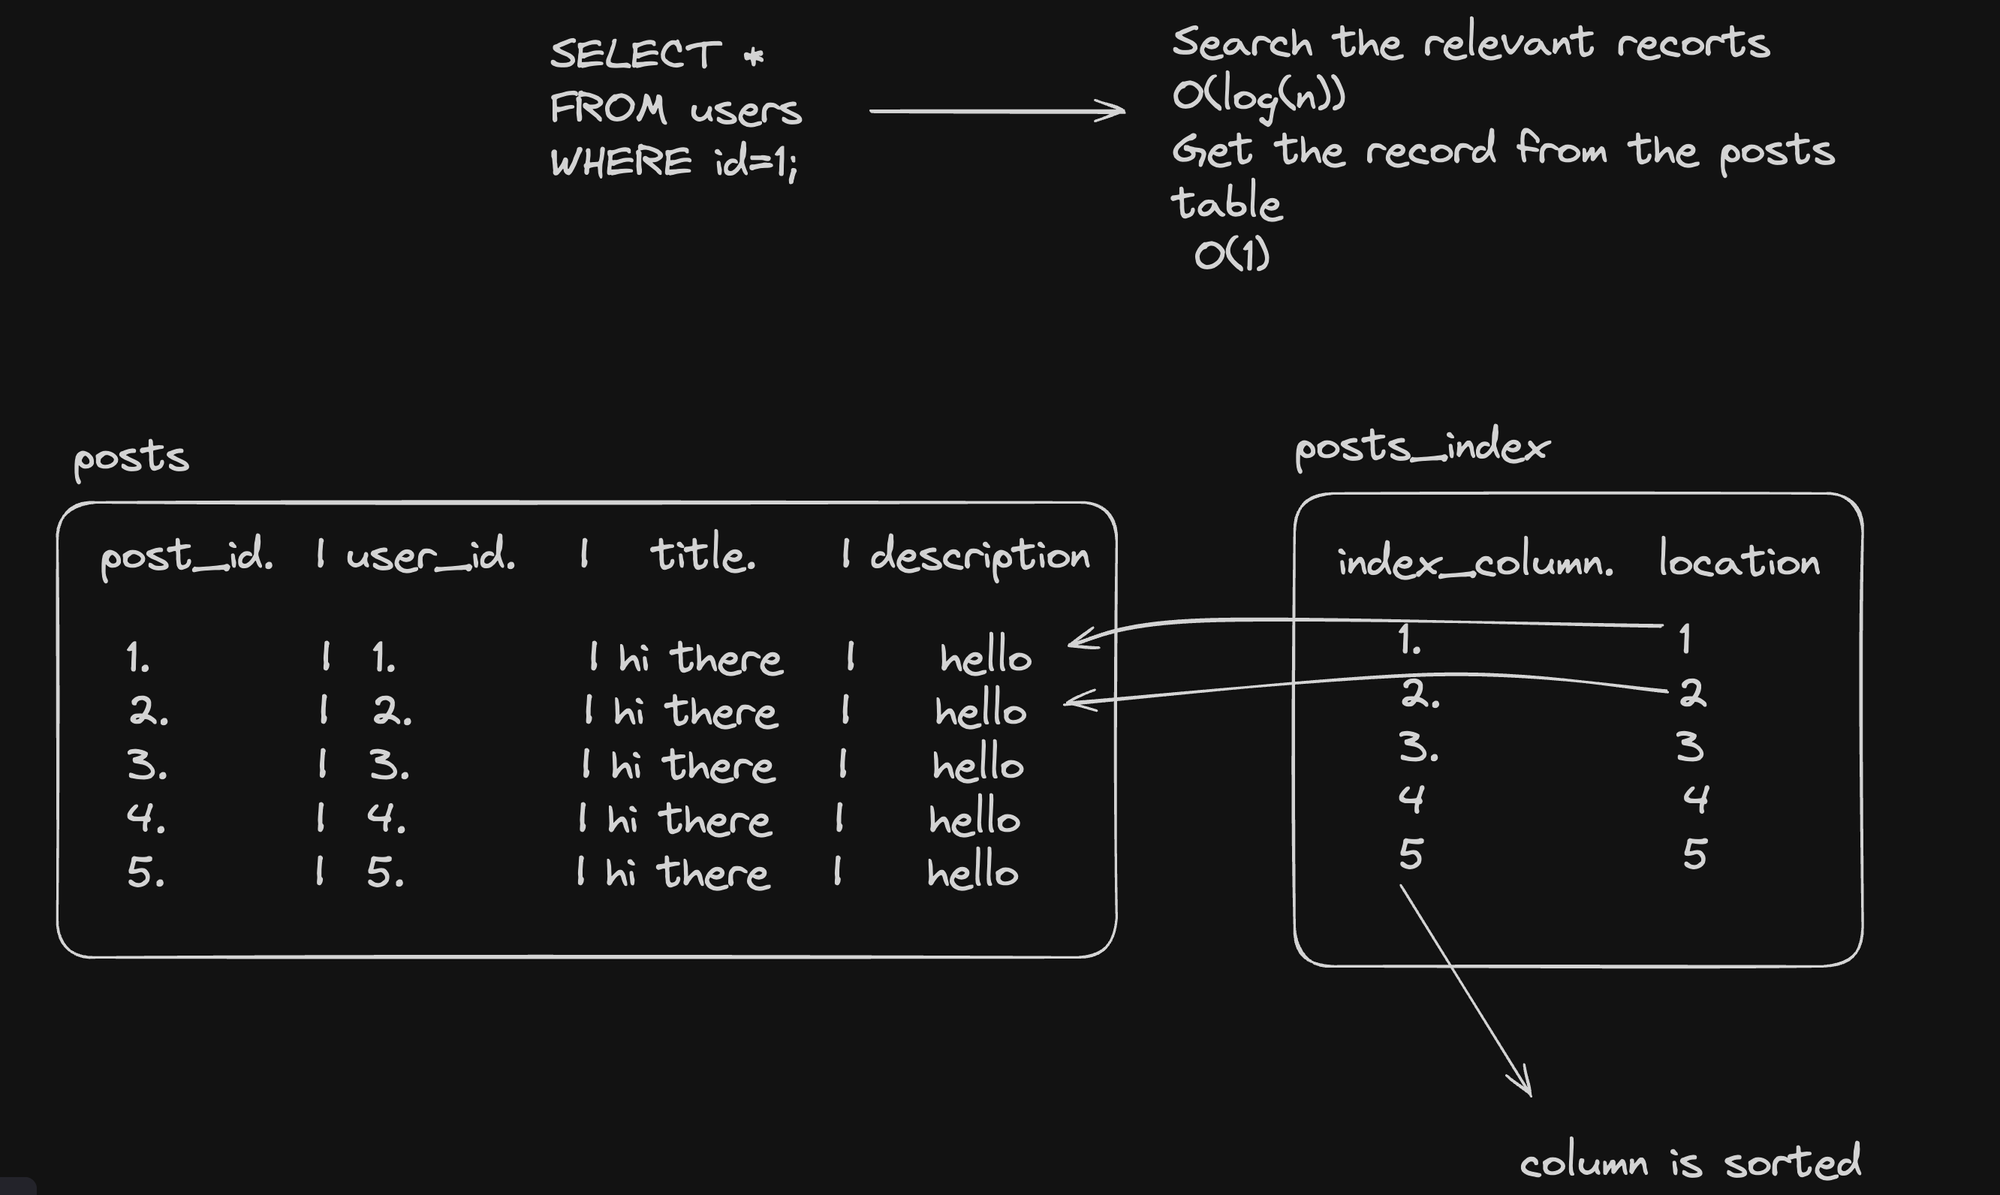 SELECT *
FROM users
WHERE id=1;
Search the relevant recorts
O(log(n))
Get the record from the posts
table
O(1)
posts
post_id. | user_id. | title. | description
1. | 1. | hi there | hello
2. | 2. | hi there | hello
3. | 3. | hi there | hello
4. | 4. | hi there | hello
5. | 5. | hi there | hello
posts_index
index_column. location
1. 1
2. 2
3. 3
4 4
5 5
column is sorted